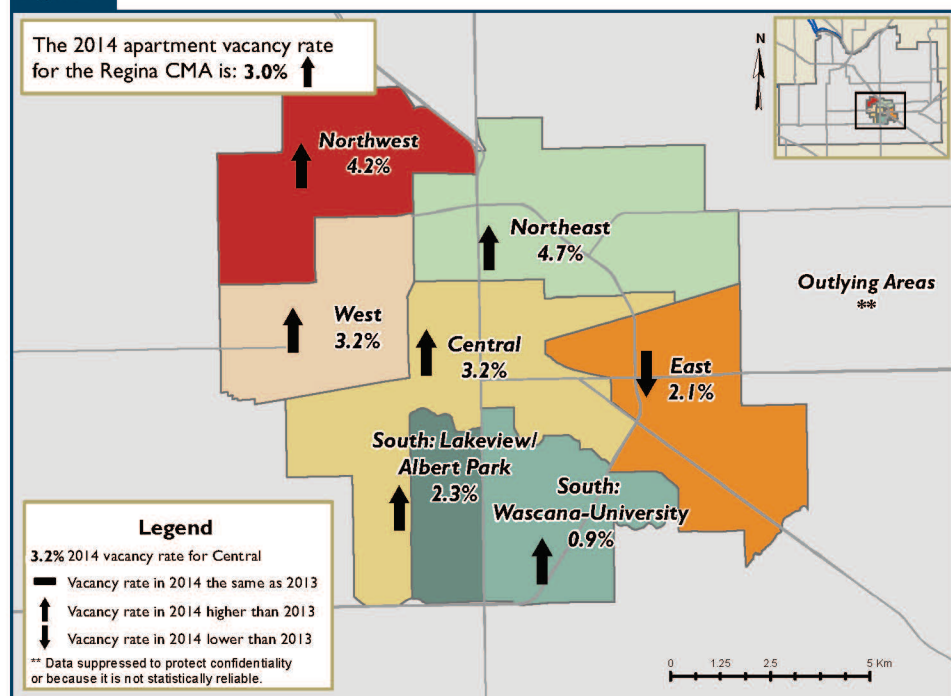 The 2014 apartment vacancy rate
for the Regina CMA is: 3.0%
N
Northwest
4.2%
Northeast
4.7%
Outlying Areas
**
West
3.2%
Central
3.2%
East
2.1%
South: Lakeview/
Albert Park
2.3%
South:
Wascana-University
0.9%
Legend
3.2% 2014 vacancy rate for Central
Vacancy rate in 2014 the same as 2013
Vacancy rate in 2014 higher than 2013
Vacancy rate in 2014 lower than 2013
** Data suppressed to protect confidentiality
or because it is not statistically reliable.
0 1.25 2.5 5 Km